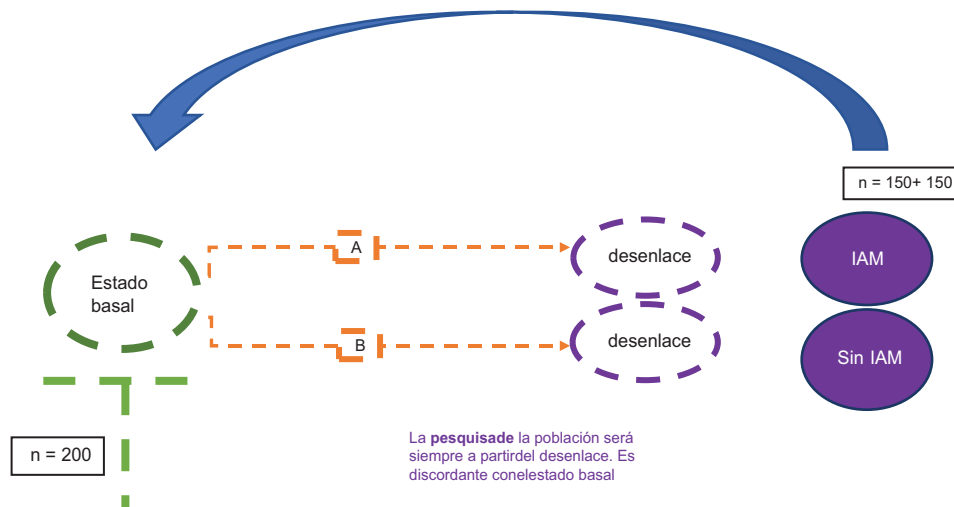 n = 150+ 150
Estado
basal
A
desenlace
IAM
B
desenlace
Sin IAM
n = 200
La pesquisade la población será
siempre a partirdel desenlace. Es
discordante conelestado basal